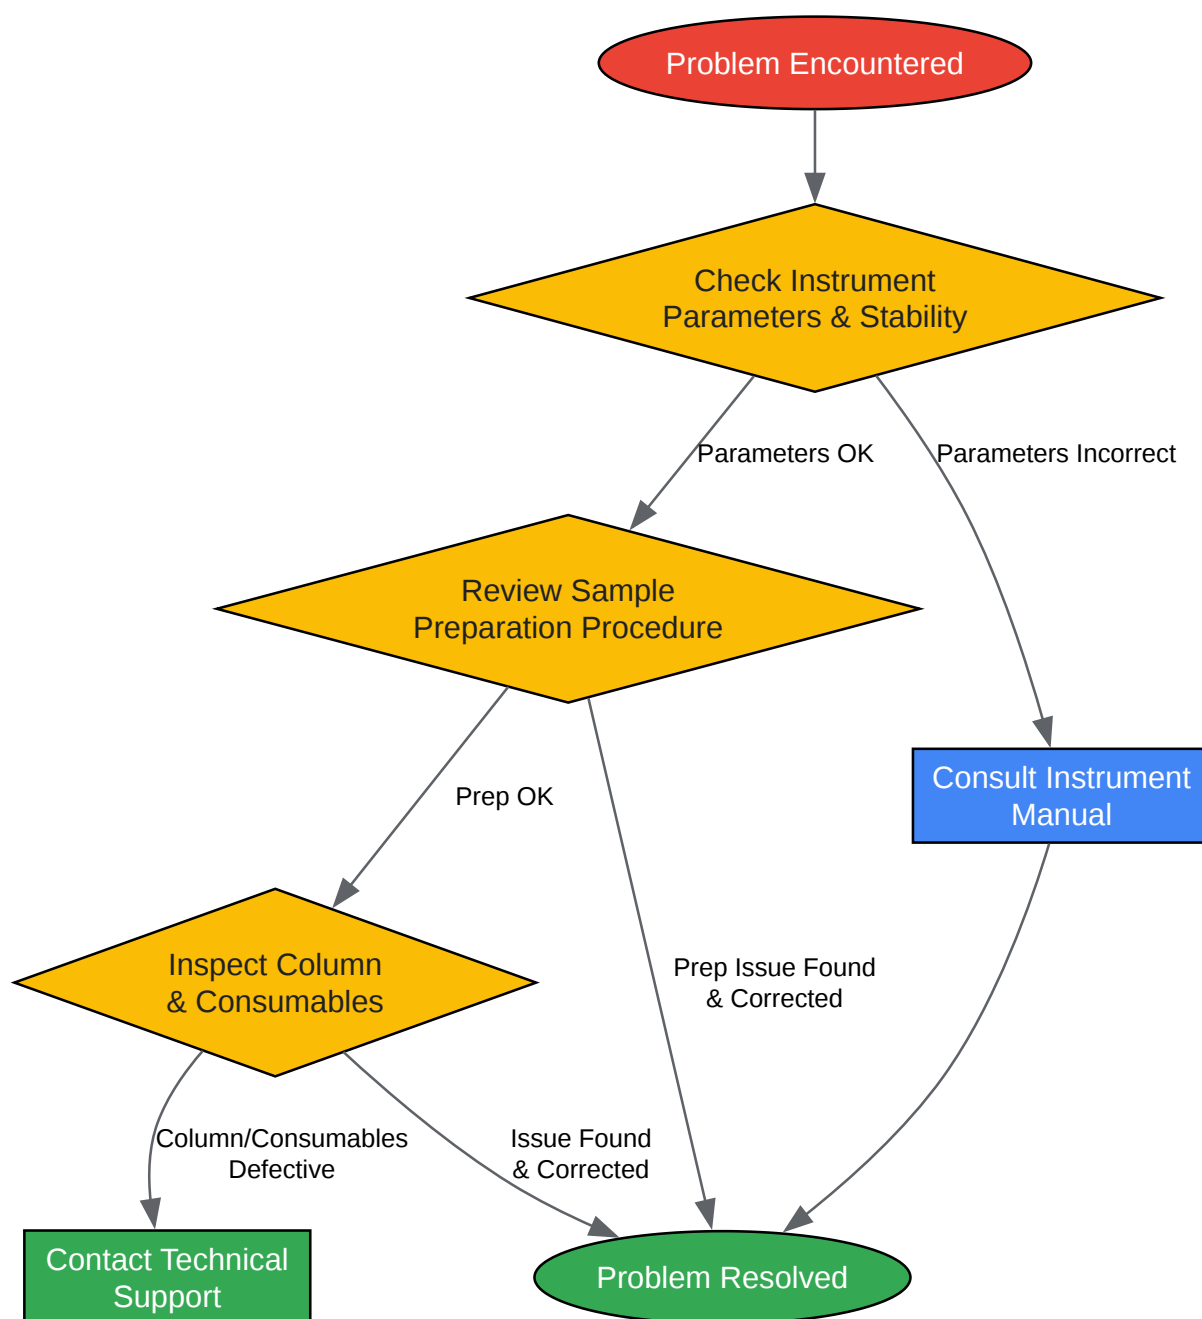 Problem Encountered
Check Instrument
Parameters & Stability
Parameters OK
Parameters Incorrect
Review Sample
Preparation Procedure
Consult Instrument
Manual
Prep OK
Inspect Column
& Consumables
Prep Issue Found
& Corrected
Column/Consumables
Defective
Issue Found
& Corrected
Contact Technical
Support
Problem Resolved